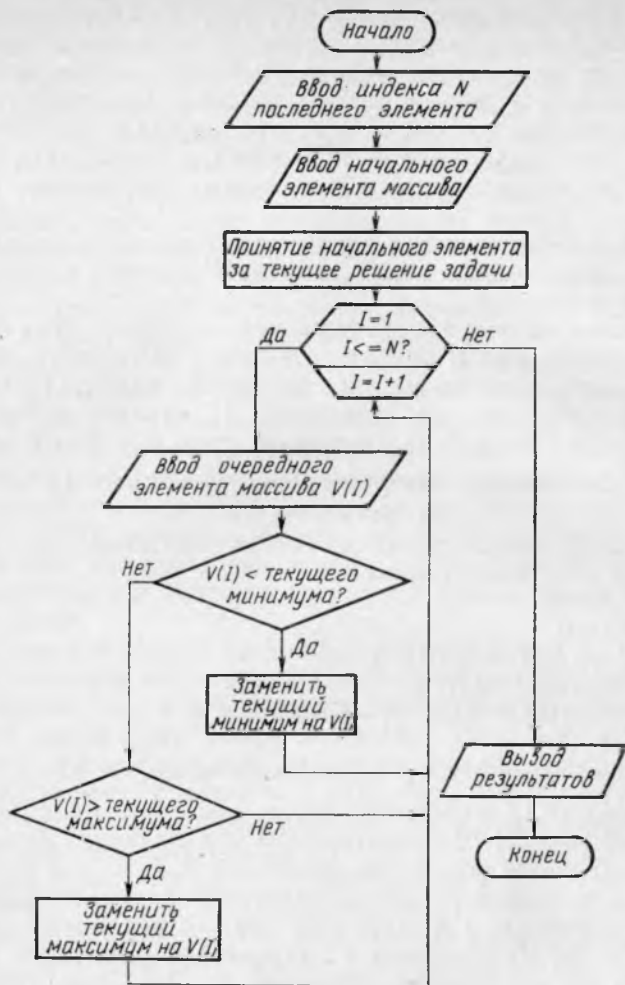 Начало
Ввод индекса N
последнего элемента
Ввод начального
элемента массива
Принятие начального элемента
за текущее решение задачи
I=1
Да
I<=N?
Нет
I=I+1
Ввод очередного
элемента массива V(I)
Нет
V(I)< текущего
минимума?
Да
Заменить
текущий
минимум на V(I)
V(I)> текущего
максимума?
Нет
Да
Заменить
текущий
максимум на V(I)
Вывод
результатов
Конец